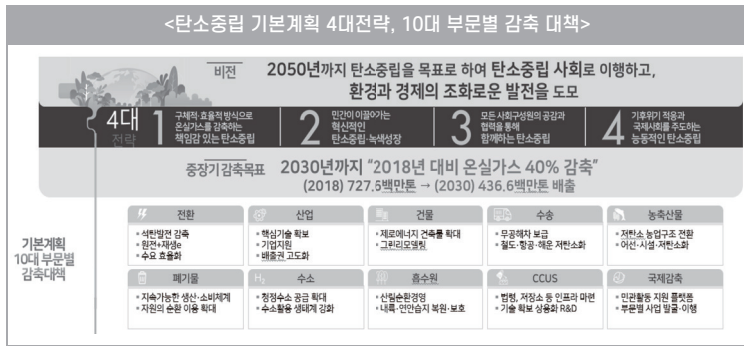 <탄소중립 기본계획 4대전략, 10대 부문별 감축 대책>
비전
2050년까지 탄소중립을 목표로 하여 탄소중립 사회로 이행하고,
환경과 경제의 조화로운 발전을 도모
4대
전략
1
구체적·효율적 방식으로
온실가스를 감축하는
책임감 있는 탄소중립
2
민간이 이끌어가는
혁신적인
탄소중립·녹색성장
3
모든 사회구성원의 공감과
협력을 통해
함께하는 탄소중립
4
기후위기 적응과
국제사회를 주도하는
능동적인 탄소중립
중장기 감축목표
2030년까지 “2018년 대비 온실가스 40% 감축”
(2018) 727.6백만톤 → (2030) 436.6백만톤 배출
기본계획
10대 부문별
감축대책
전환
석탄발전 감축
원전+재생e
수요 효율화
산업
핵심기술 확보
기업지원
배출권 고도화
건물
제로에너지 건축물 확대
그린리모델링
수송
무공해차 보급
철도·항공·해운 저탄소화
농축산물
저탄소 농업구조 전환
어선·시설·저탄소화
폐기물
지속가능한 생산·소비체계
자원의 순환 이용 확대
H₂ 수소
청정수소 공급 확대
수소활용 생태계 강화
흡수원
산림순환경영
내륙·연안습지 복원·보호
CCUS
법령, 저장소 등 인프라 마련
기술 확보 상용화 R&D
국제감축
민관활동 지원 플랫폼
부문별 사업 발굴·이행